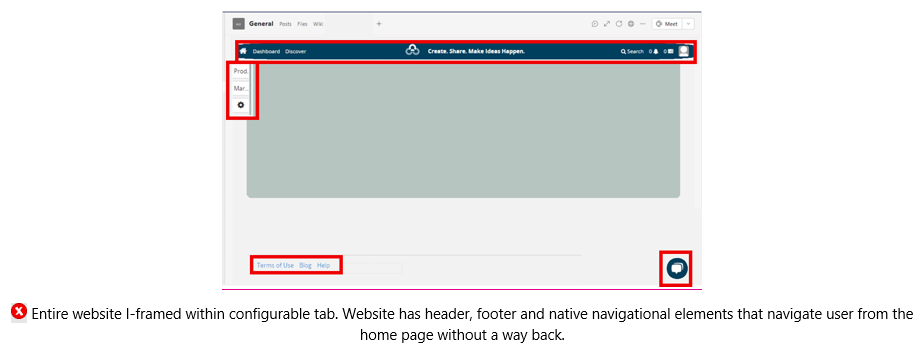 General Posts Files Wiki + Meet
Dashboard Discover Create. Share. Make Ideas Happen. Search 0 0
Prod.
Mar...
Terms of Use Blog Help
Entire website I-framed within configurable tab. Website has header, footer and native navigational elements that navigate user from the
home page without a way back.